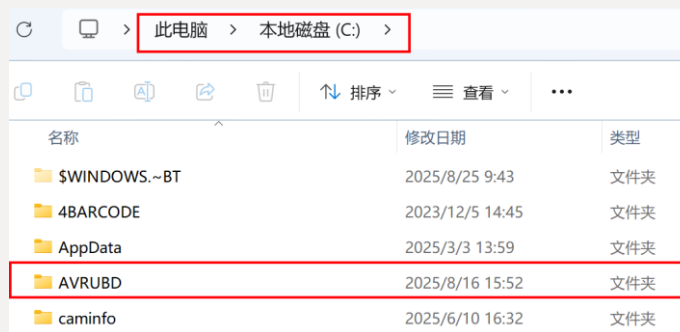 此电脑 > 本地磁盘 (C:) >
排序 查看 •••
名称 修改日期 类型
$WINDOWS.~BT 2025/8/25 9:43 文件夹
4BARCODE 2023/12/5 14:45 文件夹
AppData 2025/3/3 13:59 文件夹
AVRUBD 2025/8/16 15:52 文件夹
caminfo 2025/6/10 16:32 文件夹